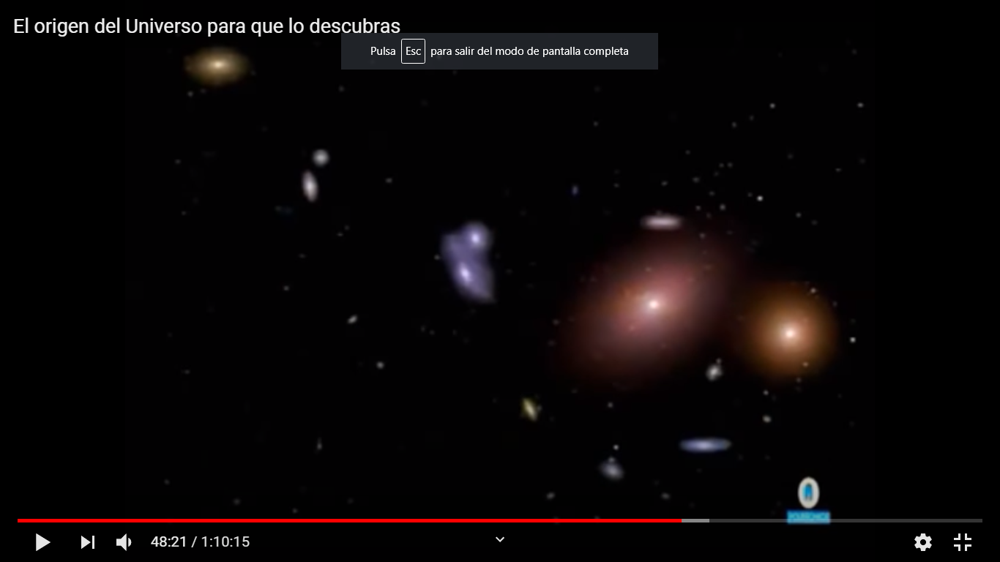 El origen del Universo para que lo descubras
Pulsa Esc para salir del modo de pantalla completa
48:21 / 1:10:15